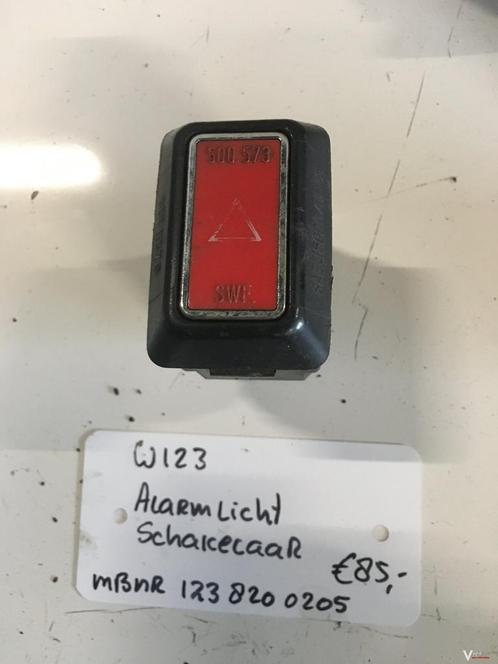 500 573
SWF
W123
Alarmlicht
Schakelaar
€85,-
MBNR 123 820 0205